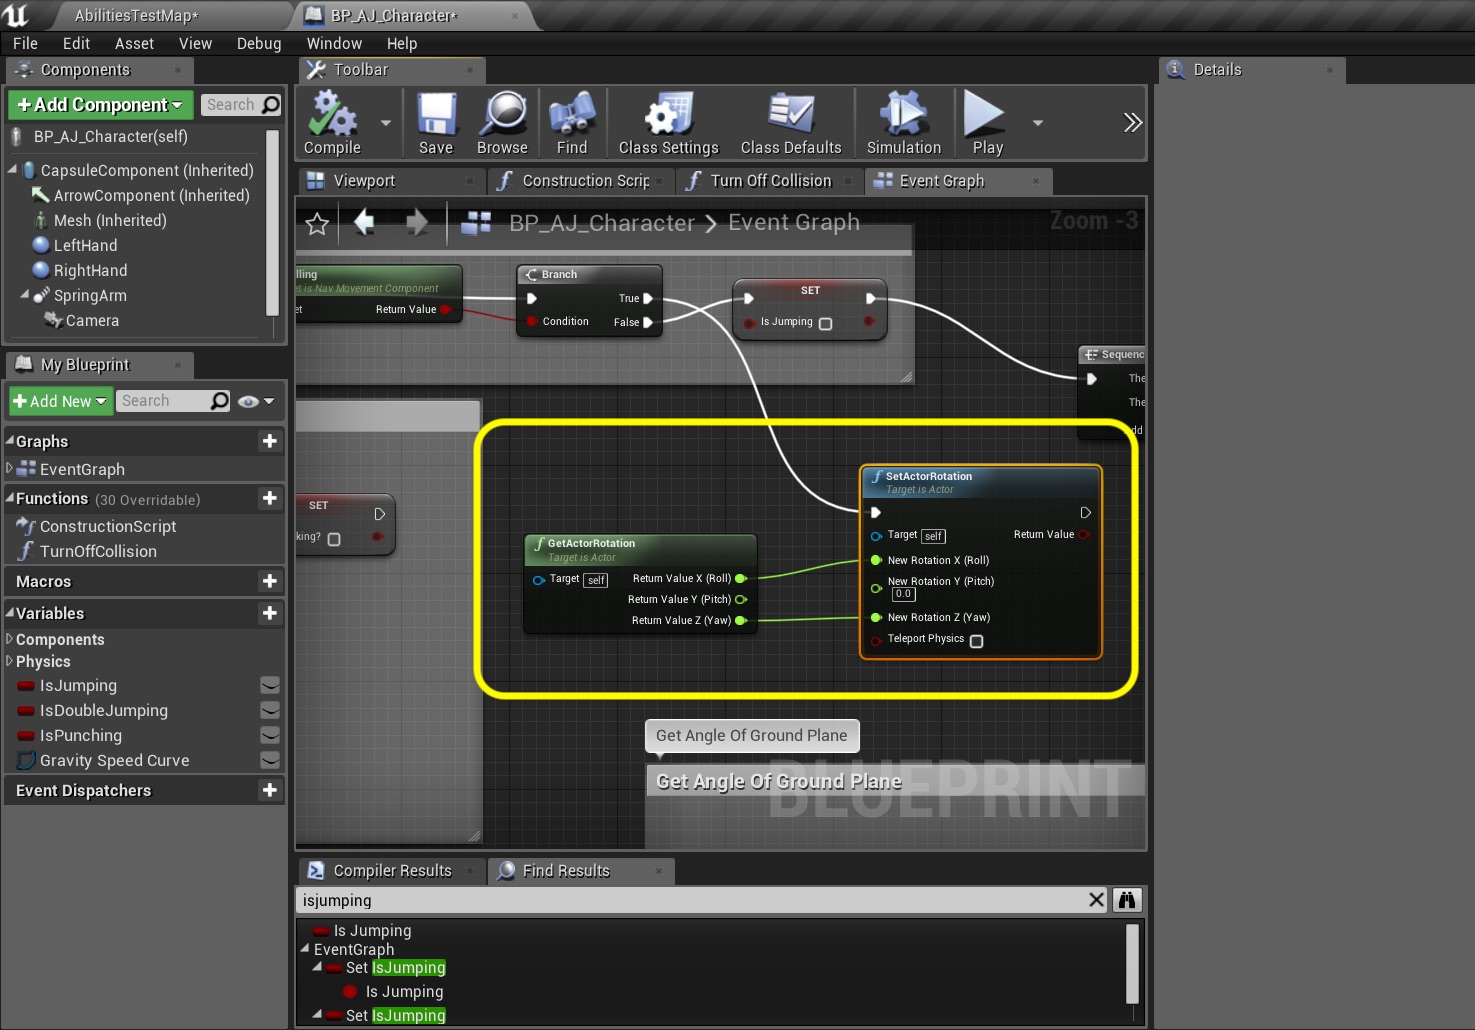 AbilitiesTestMap*
BP_AJ_Character*
File Edit Asset View Debug Window Help
Components
Toolbar
Details
+Add Component
Search
BP_AJ_Character(self)
CapsuleComponent (Inherited)
ArrowComponent (Inherited)
Mesh (Inherited)
LeftHand
RightHand
SpringArm
Camera
Compile
Save
Browse
Find
Class Settings
Class Defaults
Simulation
Play
Viewport
Construction Scrip
Turn Off Collision
Event Graph
BP_AJ_Character > Event Graph
Zoom -3
lling
et is Nav Movement Component
et
Return Value
Branch
True
Condition
False
SET
Is Jumping
Sequenc
The
The
dd
My Blueprint
+Add New
Search
Graphs
EventGraph
Functions (30 Overridable)
ConstructionScript
TurnOffCollision
Macros
Variables
Components
Physics
IsJumping
IsDoubleJumping
IsPunching
Gravity Speed Curve
Event Dispatchers
SET
king?
GetActorRotation
Target is Actor
Target self
Return Value X (Roll)
Return Value Y (Pitch)
Return Value Z (Yaw)
SetActorRotation
Target is Actor
Target self
Return Value
New Rotation X (Roll)
New Rotation Y (Pitch)
0.0
New Rotation Z (Yaw)
Teleport Physics
Get Angle Of Ground Plane
Get Angle Of Ground Plane
BLUEPRINT
Compiler Results
Find Results
isjumping
Is Jumping
EventGraph
Set IsJumping
Is Jumping
Set IsJumping